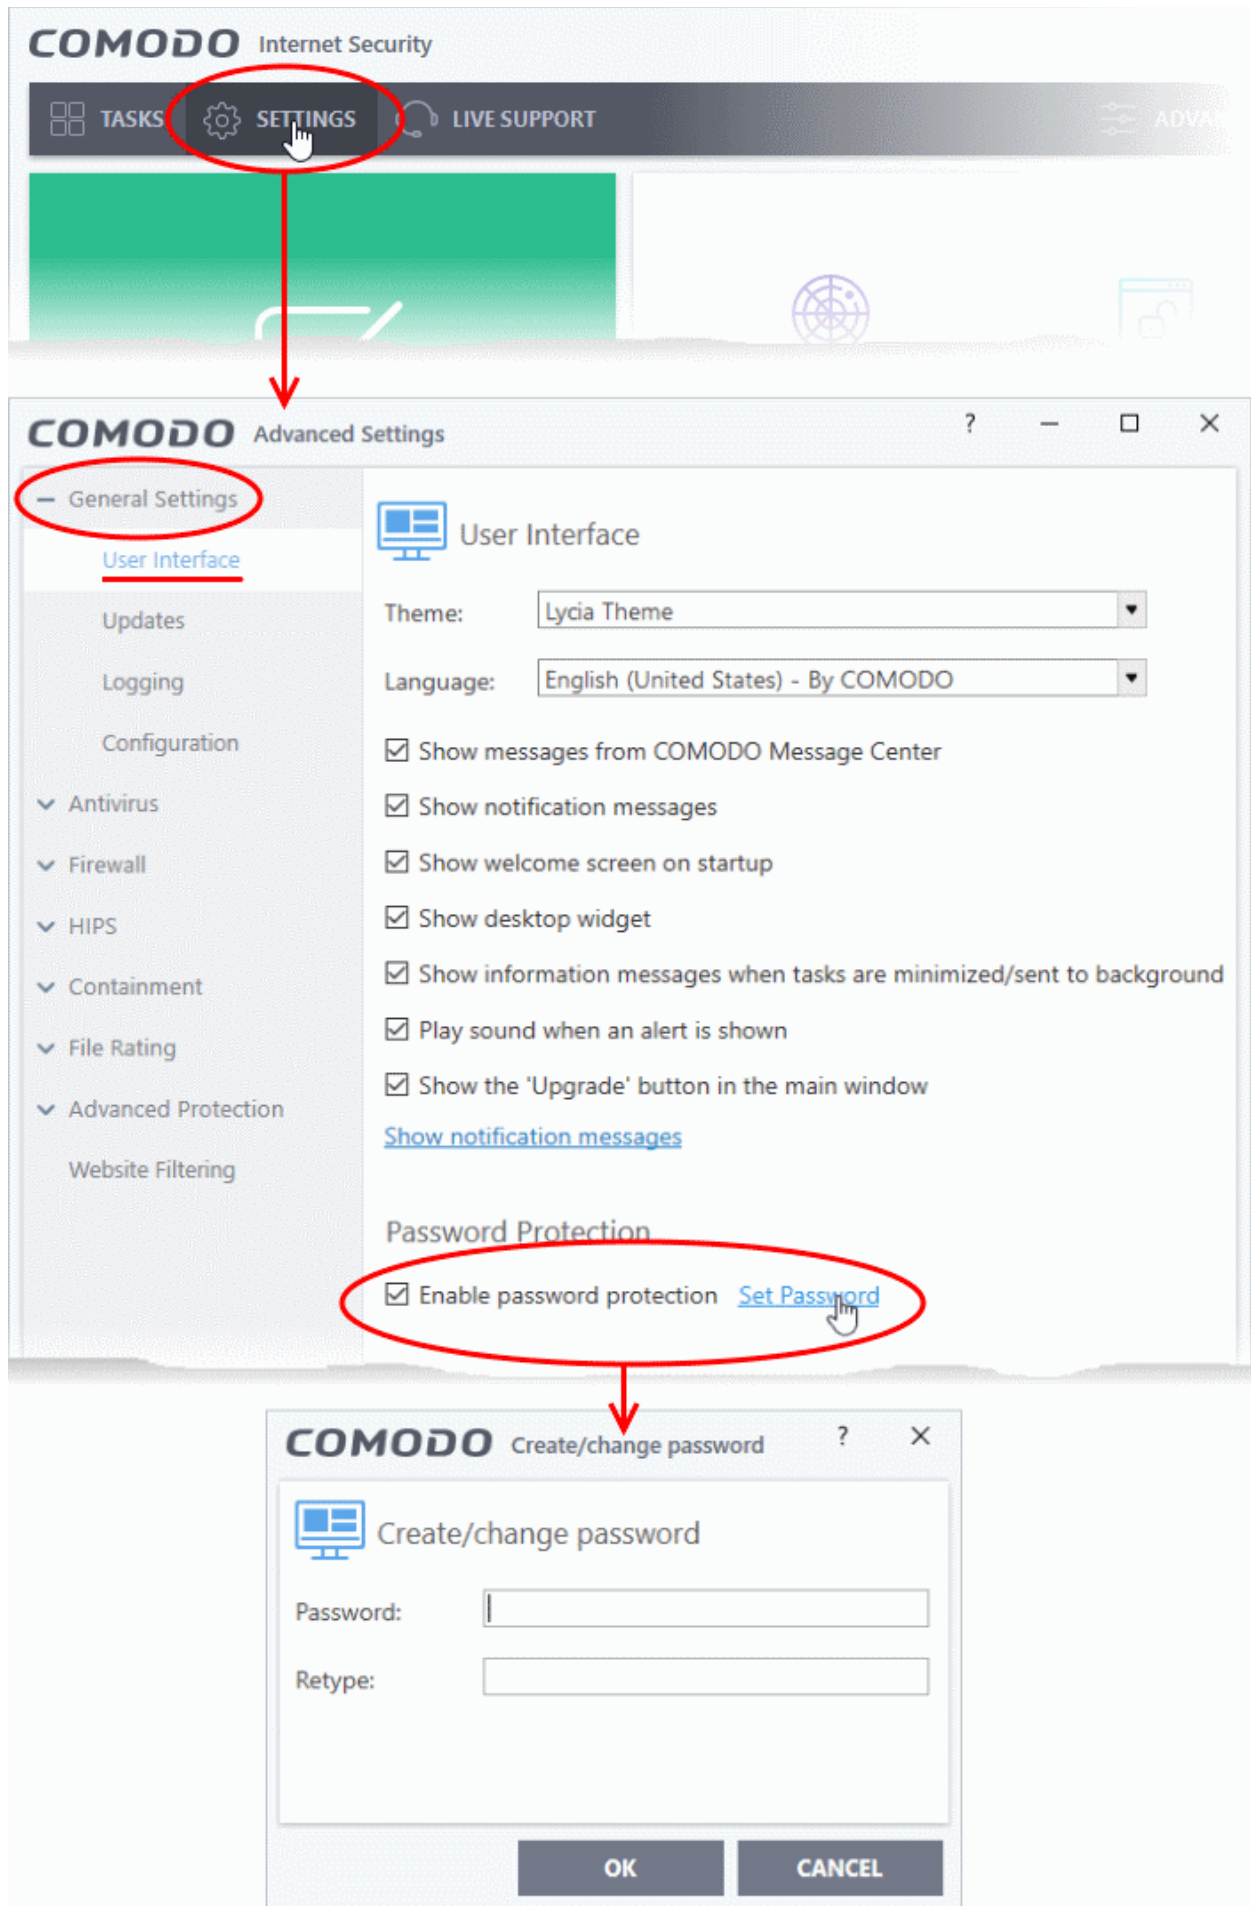 COMODO Internet Security
TASKS SETTINGS LIVE SUPPORT ADVA
COMODO Advanced Settings ? — X
General Settings
User Interface
Updates
Logging
Configuration
Antivirus
Firewall
HIPS
Containment
File Rating
Advanced Protection
Website Filtering
User Interface
Theme: Lycia Theme
Language: English (United States) - By COMODO
Show messages from COMODO Message Center
Show notification messages
Show welcome screen on startup
Show desktop widget
Show information messages when tasks are minimized/sent to background
Play sound when an alert is shown
Show the 'Upgrade' button in the main window
Show notification messages
Password Protection
Enable password protection Set Password
COMODO Create/change password ? X
Create/change password
Password:
Retype:
OK CANCEL